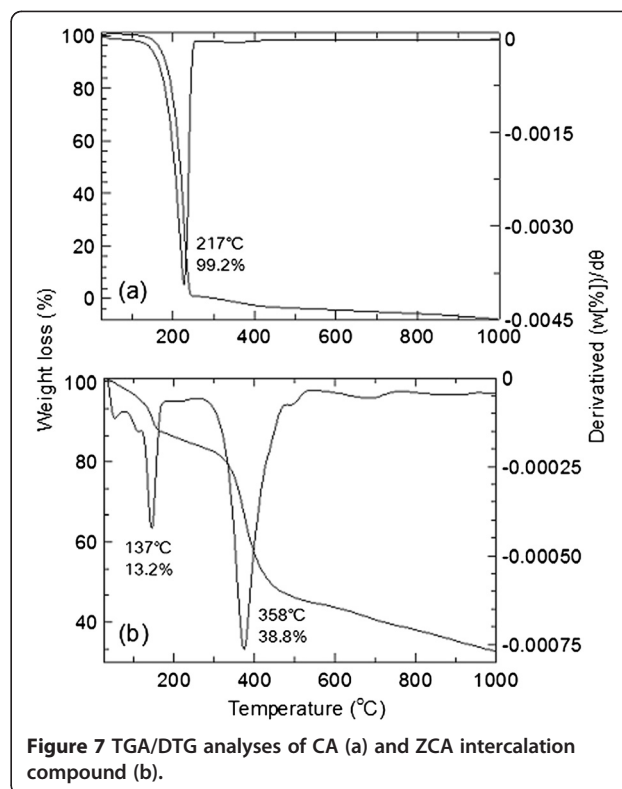 100
80
60
40
20
0
217°C
99.2%
(a)
0
-0.0015
-0.0030
-0.0045
200 400 600 800 1000
100
80
60
40
137°C
13.2%
358°C
38.8%
(b)
0
-0.00025
-0.00050
-0.00075
200 400 600 800 1000
Weight loss (%)
Derivatived (w[%])/dθ
Temperature (°C)
Figure 7 TGA/DTG analyses of CA (a) and ZCA intercalation
compound (b).